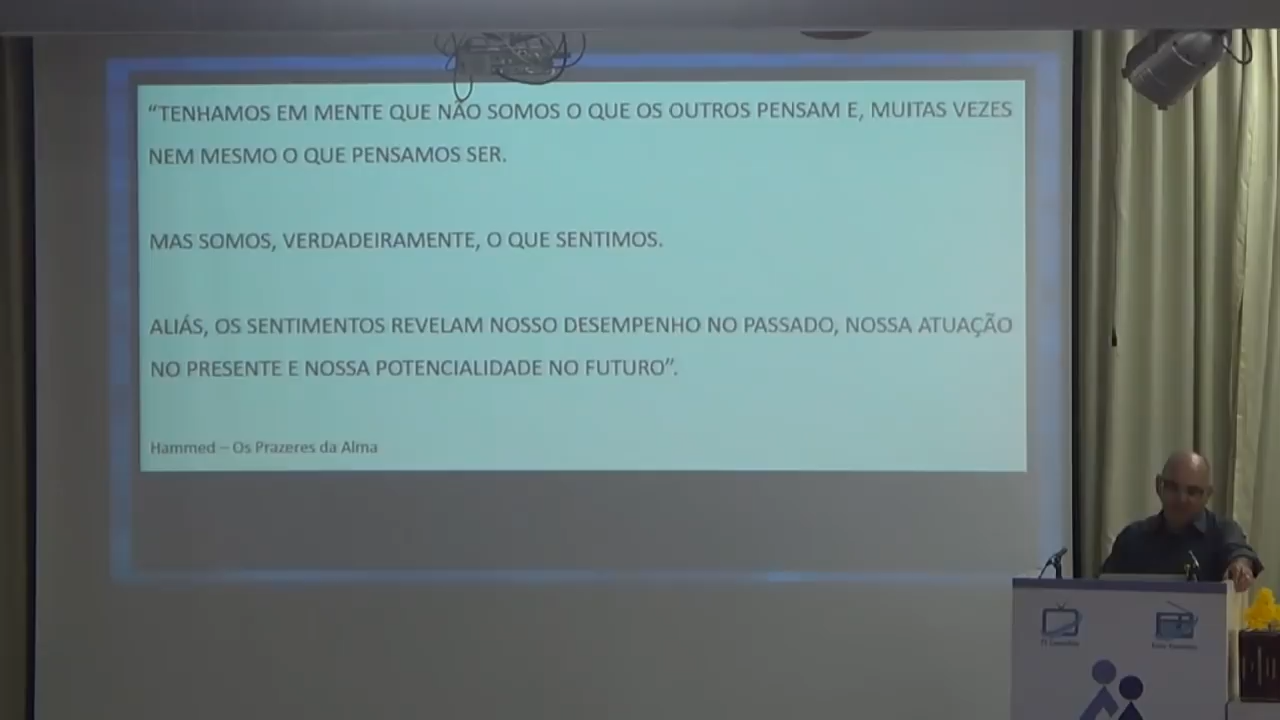 “TENHAMOS EM MENTE QUE NÃO SOMOS O QUE OS OUTROS PENSAM E, MUITAS VEZES
NEM MESMO O QUE PENSAMOS SER.
MAS SOMOS, VERDADEIRAMENTE, O QUE SENTIMOS.
ALIÁS, OS SENTIMENTOS REVELAM NOSSO DESEMPENHO NO PASSADO, NOSSA ATUAÇÃO
NO PRESENTE E NOSSA POTENCIALIDADE NO FUTURO”.
Hammed – Os Prazeres da Alma